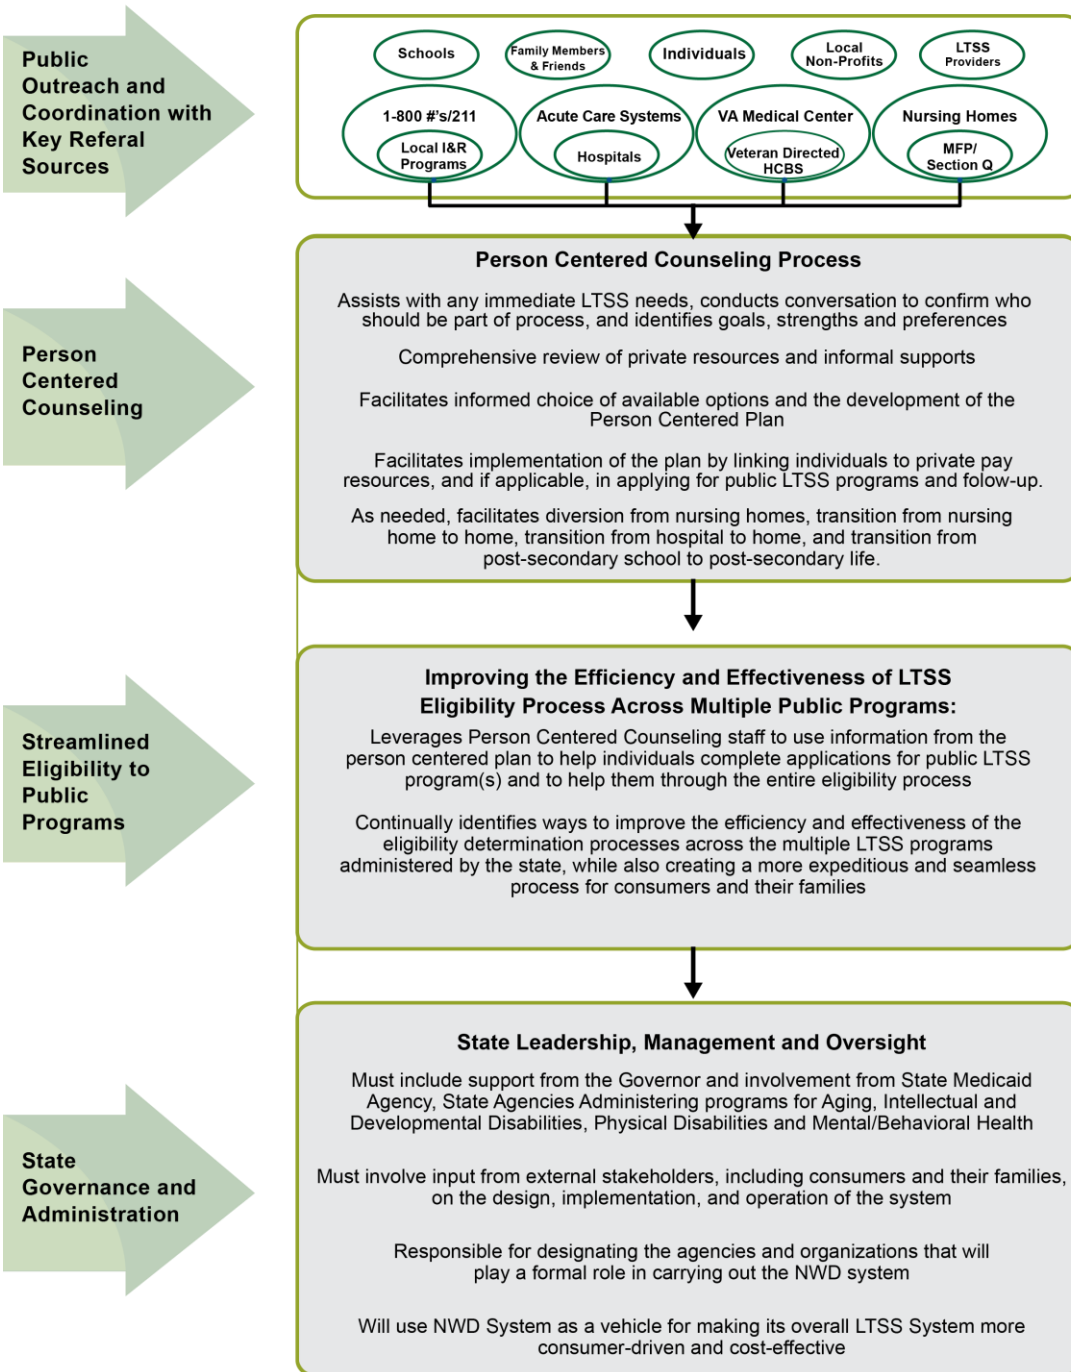 Public
Outreach and
Coordination with
Key Referal
Sources
Schools
Family Members
& Friends
Individuals
Local
Non-Profits
LTSS
Providers
1-800 #'s/211
Local I&R
Programs
Acute Care Systems
Hospitals
VA Medical Center
Veteran Directed
HCBS
Nursing Homes
MFP/
Section Q
Person
Centered
Counseling
Person Centered Counseling Process
Assists with any immediate LTSS needs, conducts conversation to confirm who
should be part of process, and identifies goals, strengths and preferences
Comprehensive review of private resources and informal supports
Facilitates informed choice of available options and the development of the
Person Centered Plan
Facilitates implementation of the plan by linking individuals to private pay
resources, and if applicable, in applying for public LTSS programs and folow-up.
As needed, facilitates diversion from nursing homes, transition from nursing
home to home, transition from hospital to home, and transition from
post-secondary school to post-secondary life.
Streamlined
Eligibility to
Public
Programs
Improving the Efficiency and Effectiveness of LTSS
Eligibility Process Across Multiple Public Programs:
Leverages Person Centered Counseling staff to use information from the
person centered plan to help individuals complete applications for public LTSS
program(s) and to help them through the entire eligibility process
Continually identifies ways to improve the efficiency and effectiveness of the
eligibility determination processes across the multiple LTSS programs
administered by the state, while also creating a more expeditious and seamless
process for consumers and their families
State
Governance and
Administration
State Leadership, Management and Oversight
Must include support from the Governor and involvement from State Medicaid
Agency, State Agencies Administering programs for Aging, Intellectual and
Developmental Disabilities, Physical Disabilities and Mental/Behavioral Health
Must involve input from external stakeholders, including consumers and their families,
on the design, implementation, and operation of the system
Responsible for designating the agencies and organizations that will
play a formal role in carrying out the NWD system
Will use NWD System as a vehicle for making its overall LTSS System more
consumer-driven and cost-effective